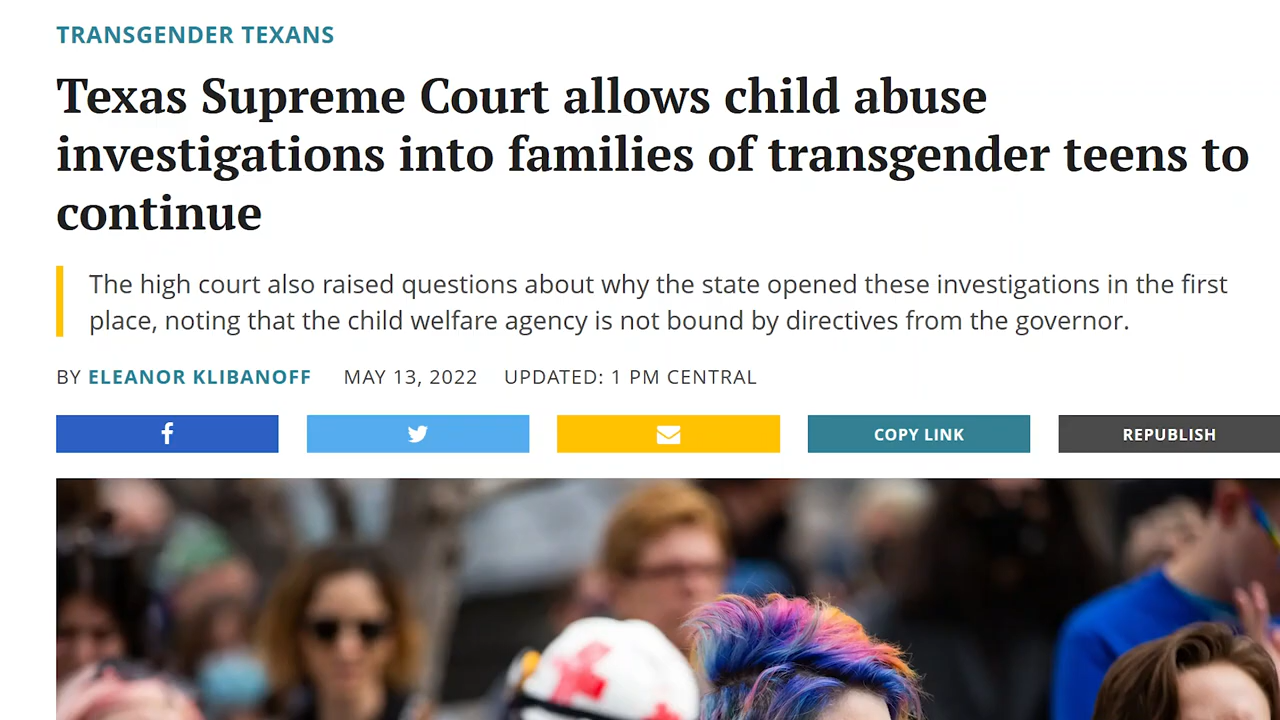 TRANSGENDER TEXANS
Texas Supreme Court allows child abuse
investigations into families of transgender teens to
continue
The high court also raised questions about why the state opened these investigations in the first
place, noting that the child welfare agency is not bound by directives from the governor.
BY ELEANOR KLIBANOFF MAY 13, 2022 UPDATED: 1 PM CENTRAL
COPY LINK REPUBLISH